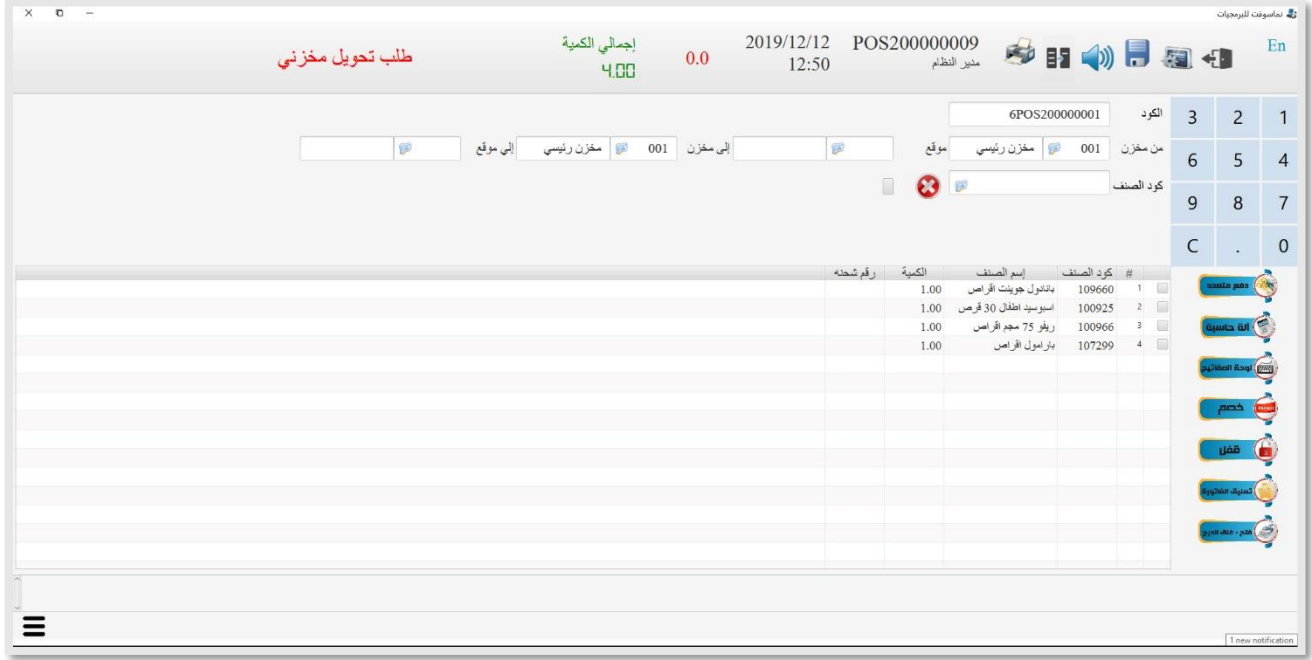 نماسوفت للبرمجيات
En
POS200000009
مدير النظام
2019/12/12
12:50
0.0
إجمالي الكمية
4.00
طلب تحويل مخزني
1 2 3
4 5 6
7 8 9
0 . C
الكود 6POS200000001
من مخزن 001 مخزن رئيسي موقع إلى مخزن 001 مخزن رئيسي إلي موقع
كود الصنف
# كود الصنف إسم الصنف الكمية رقم شحنه
1 109660 بانادول جوينت اقراص 1.00
2 100925 اسبوسيد اطفال 30 قرص 1.00
3 100966 ريفو 75 مجم اقراص 1.00
4 107299 بارامول اقراص 1.00
دفع متعدد
آلة حاسبة
لوحة المفاتيح
خصم
قفل
تعليق الفاتورة
فتح - غلق الدرج
1 new notification